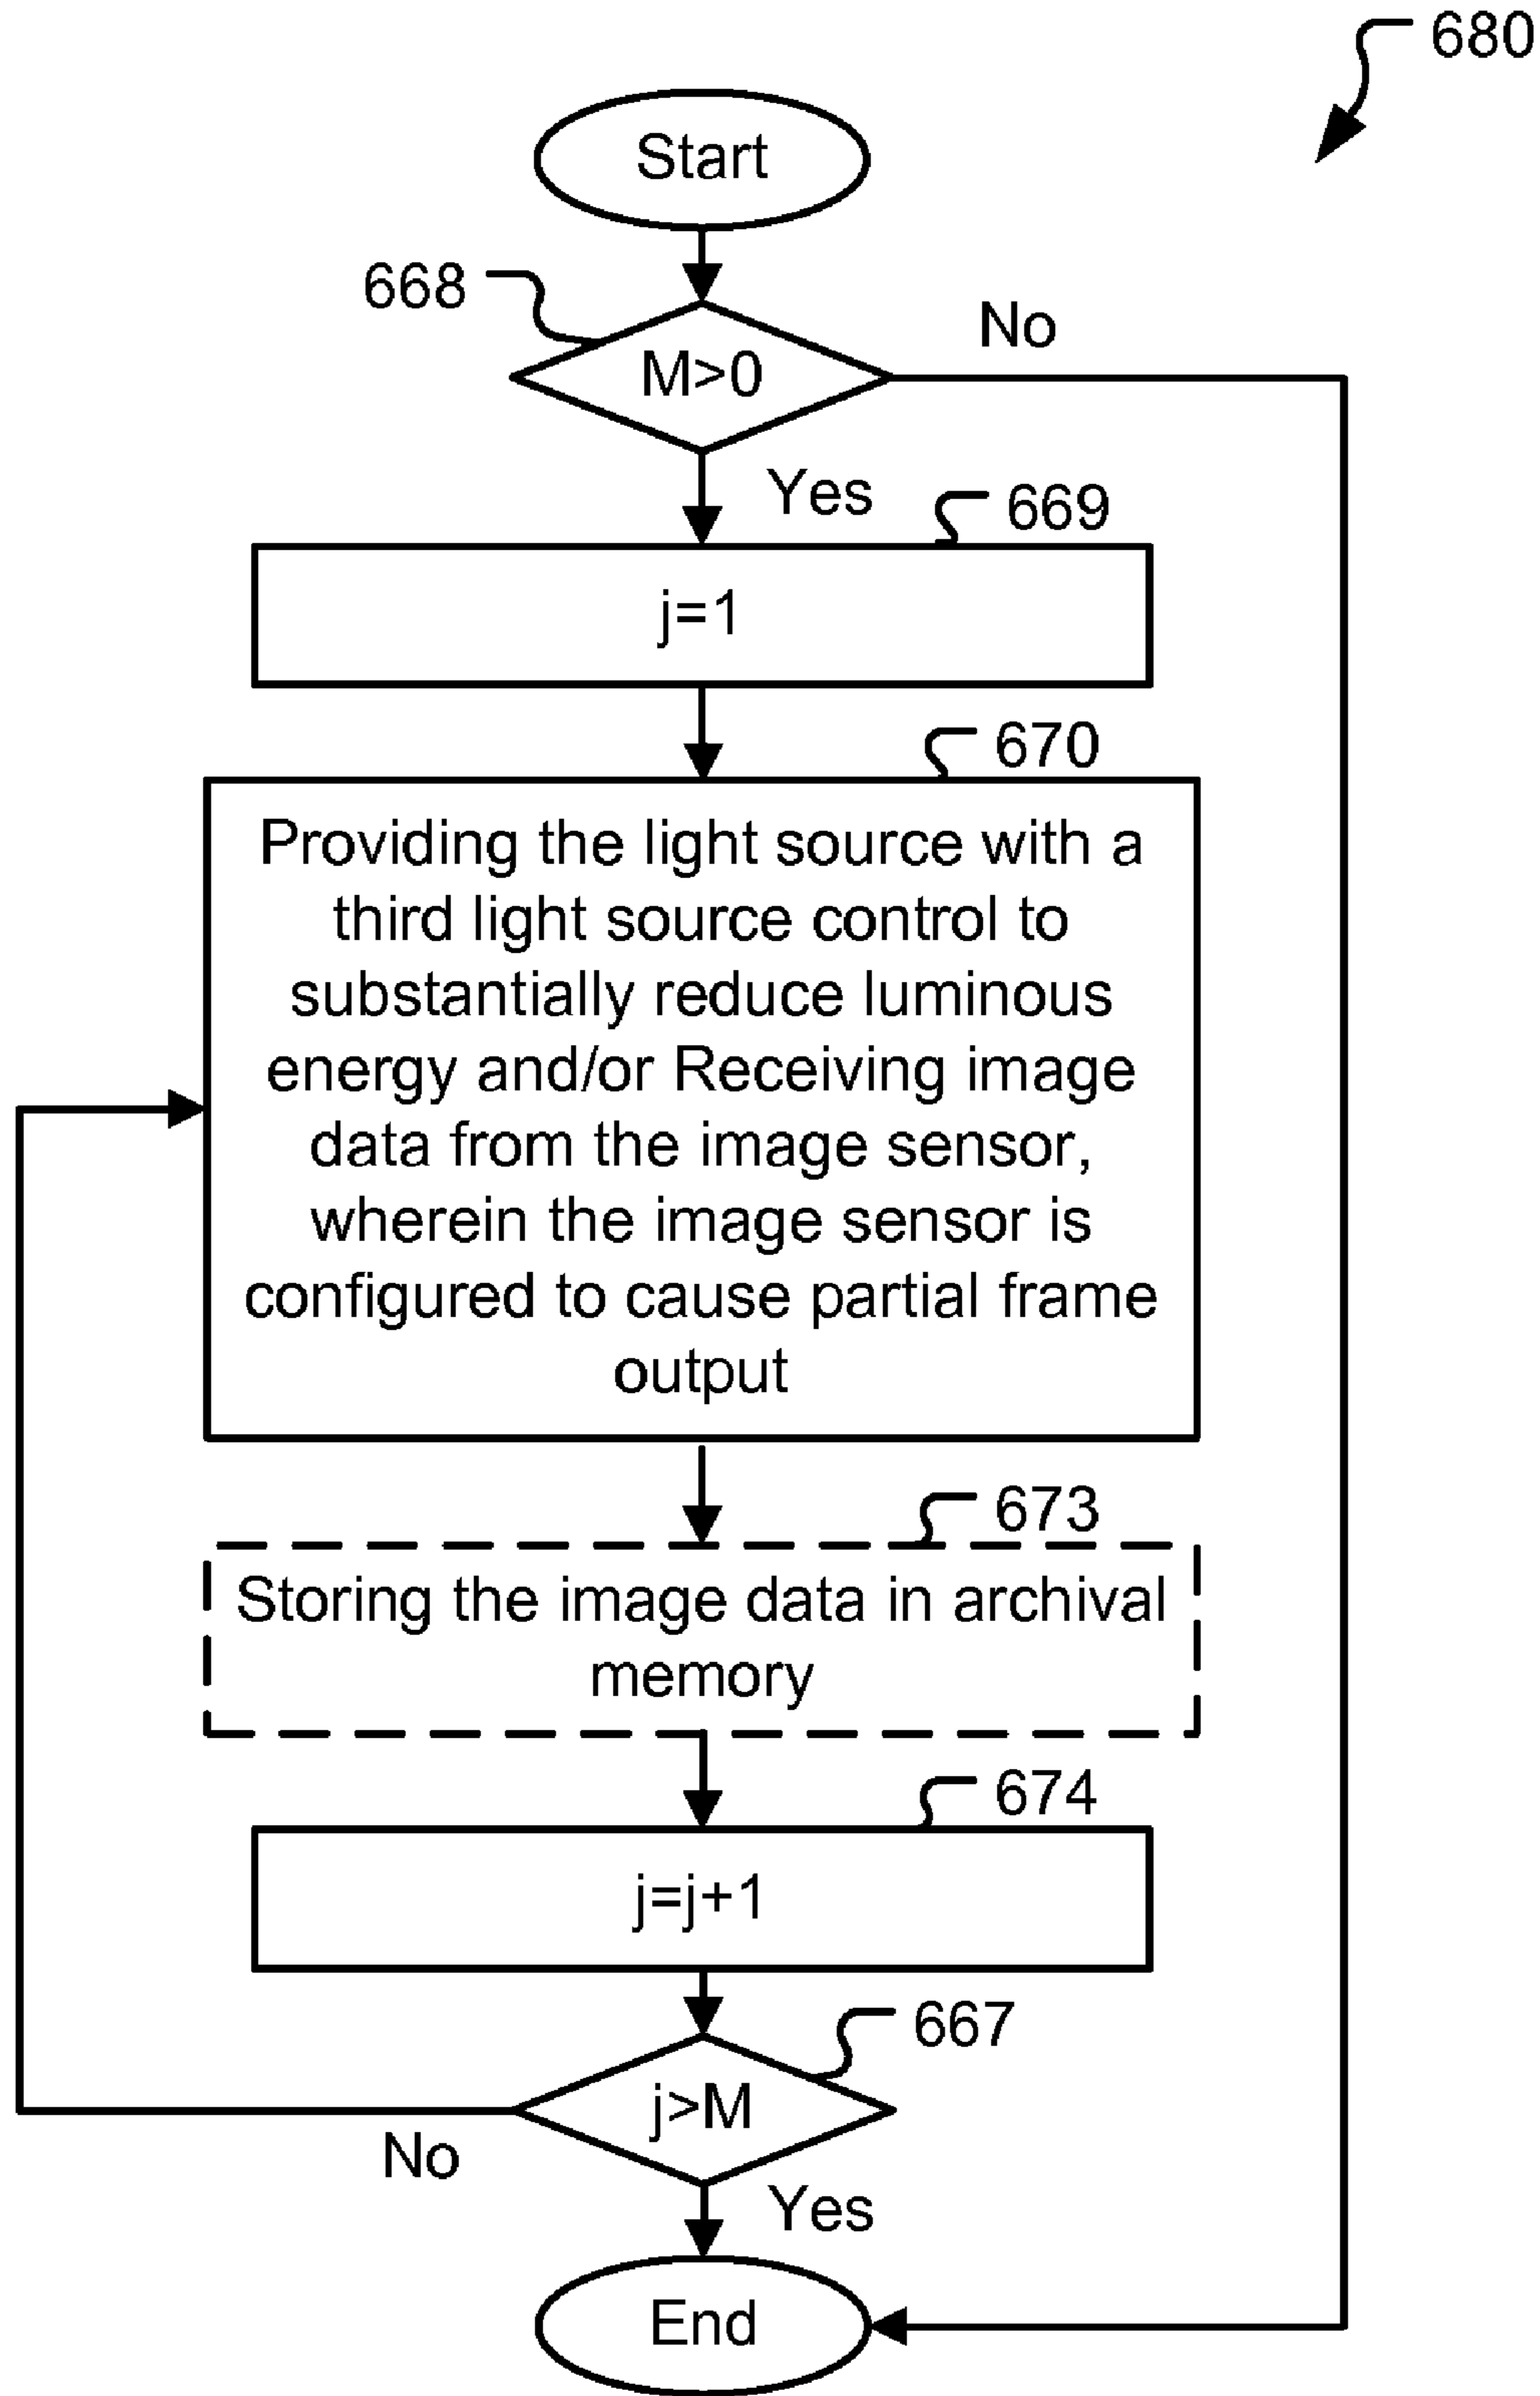 680
Start
668
M>0
No
Yes
669
j=1
670
Providing the light source with a
third light source control to
substantially reduce luminous
energy and/or Receiving image
data from the image sensor,
wherein the image sensor is
configured to cause partial frame
output
673
Storing the image data in archival
memory
674
j=j+1
667
j>M
No
Yes
End